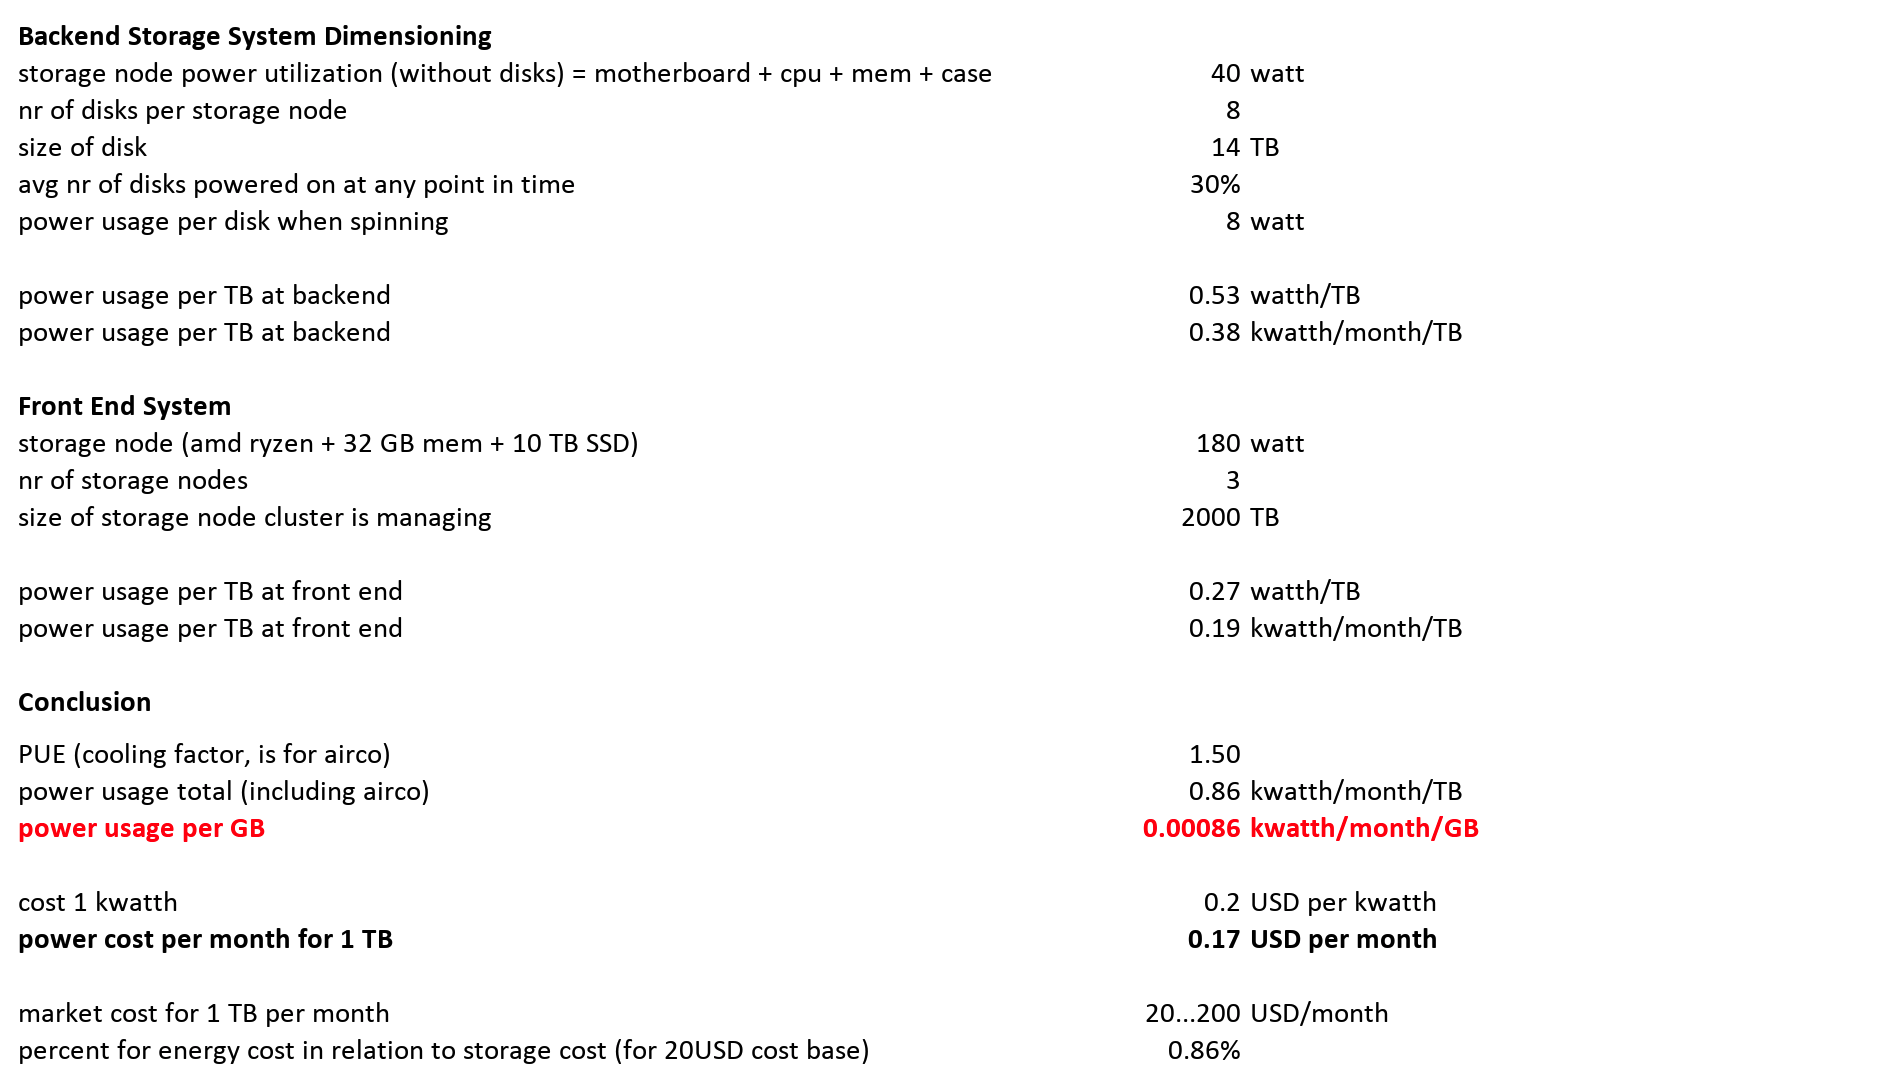 Backend Storage System Dimensioning
storage node power utilization (without disks) = motherboard + cpu + mem + case 40 watt
nr of disks per storage node 8
size of disk 14 TB
avg nr of disks powered on at any point in time 30%
power usage per disk when spinning 8 watt
power usage per TB at backend 0.53 watth/TB
power usage per TB at backend 0.38 kwatth/month/TB
Front End System
storage node (amd ryzen + 32 GB mem + 10 TB SSD) 180 watt
nr of storage nodes 3
size of storage node cluster is managing 2000 TB
power usage per TB at front end 0.27 watth/TB
power usage per TB at front end 0.19 kwatth/month/TB
Conclusion
PUE (cooling factor, is for airco) 1.50
power usage total (including airco) 0.86 kwatth/month/TB
power usage per GB 0.00086 kwatth/month/GB
cost 1 kwatth 0.2 USD per kwatth
power cost per month for 1 TB 0.17 USD per month
market cost for 1 TB per month 20...200 USD/month
percent for energy cost in relation to storage cost (for 20USD cost base) 0.86%